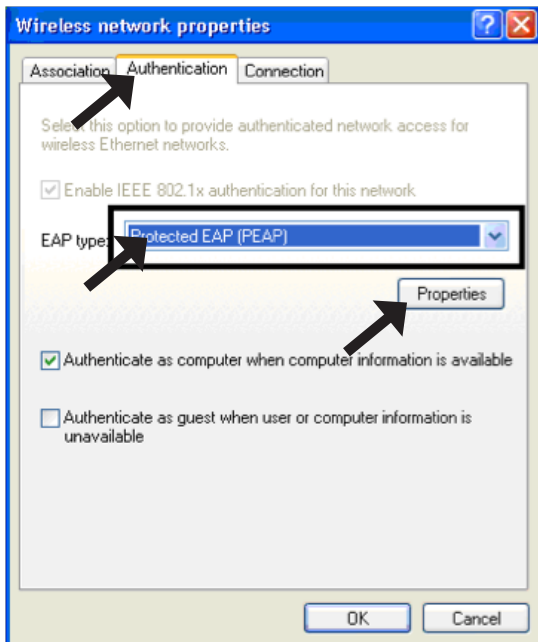 Wireless network properties
Association Authentication Connection
Select this option to provide authenticated network access for
wireless Ethernet networks.
Enable IEEE 802.1x authentication for this network
EAP type: Protected EAP (PEAP)
Properties
Authenticate as computer when computer information is available
Authenticate as guest when user or computer information is
unavailable
OK Cancel